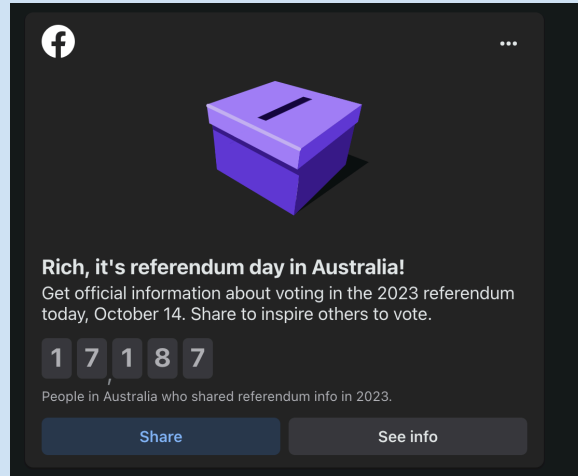 Rich, it's referendum day in Australia!
Get official information about voting in the 2023 referendum
today, October 14. Share to inspire others to vote.
17,187
People in Australia who shared referendum info in 2023.
Share
See info